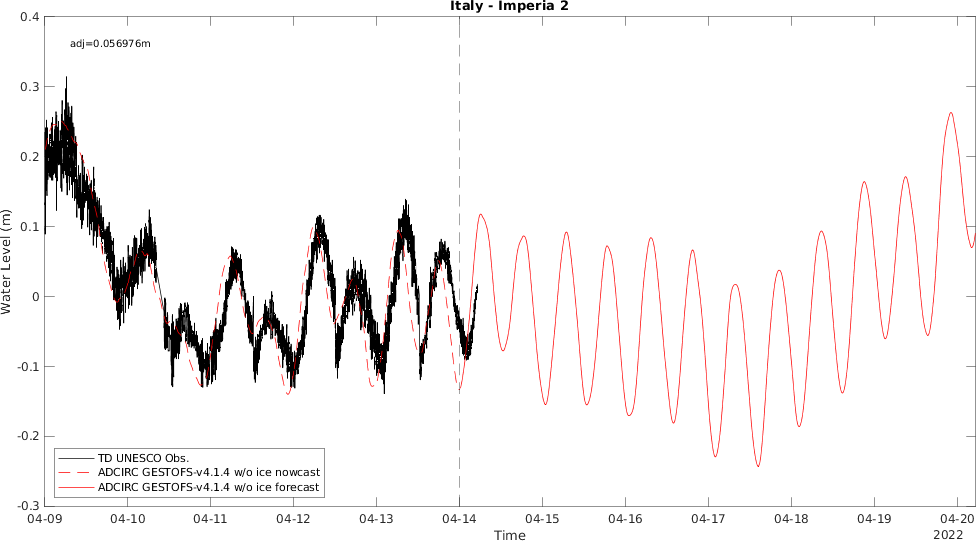 Italy - Imperia 2
adj=0.056976m
0.4
0.3
0.2
0.1
0
-0.1
-0.2
-0.3
Water Level (m)
TD UNESCO Obs.
ADCIRC GESTOFS-v4.1.4 w/o ice nowcast
ADCIRC GESTOFS-v4.1.4 w/o ice forecast
04-09 04-10 04-11 04-12 04-13 04-14 04-15 04-16 04-17 04-18 04-19 04-20
Time
2022